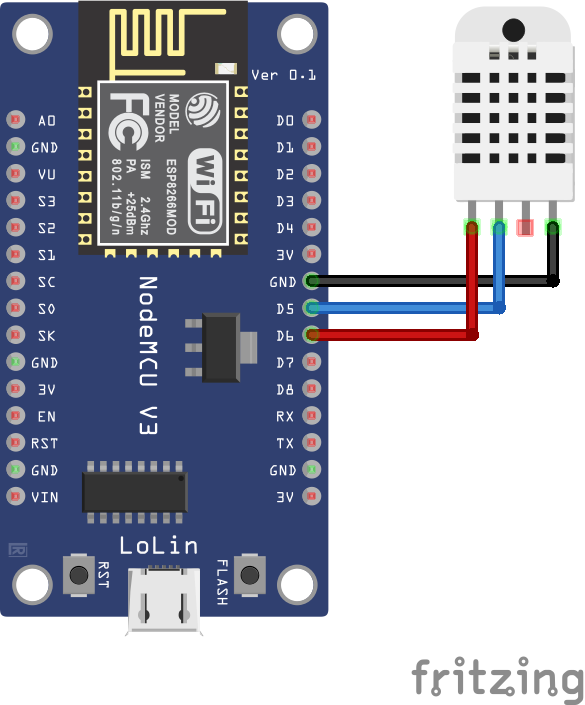 Ver 0.1
MODEL
VENDOR
ESP8266MOD
ISM 2.4Ghz
PA +25dBm
802.11b/g/n
FC
WiFi
A0
GND
VU
S3
S2
S1
SC
S0
SK
GND
3V
EN
RST
GND
VIN
D0
D1
D2
D3
D4
3V
GND
D5
D6
D7
D8
RX
TX
GND
3V
NodeMCU V3
LoLin
RST
FLASH
fritzing